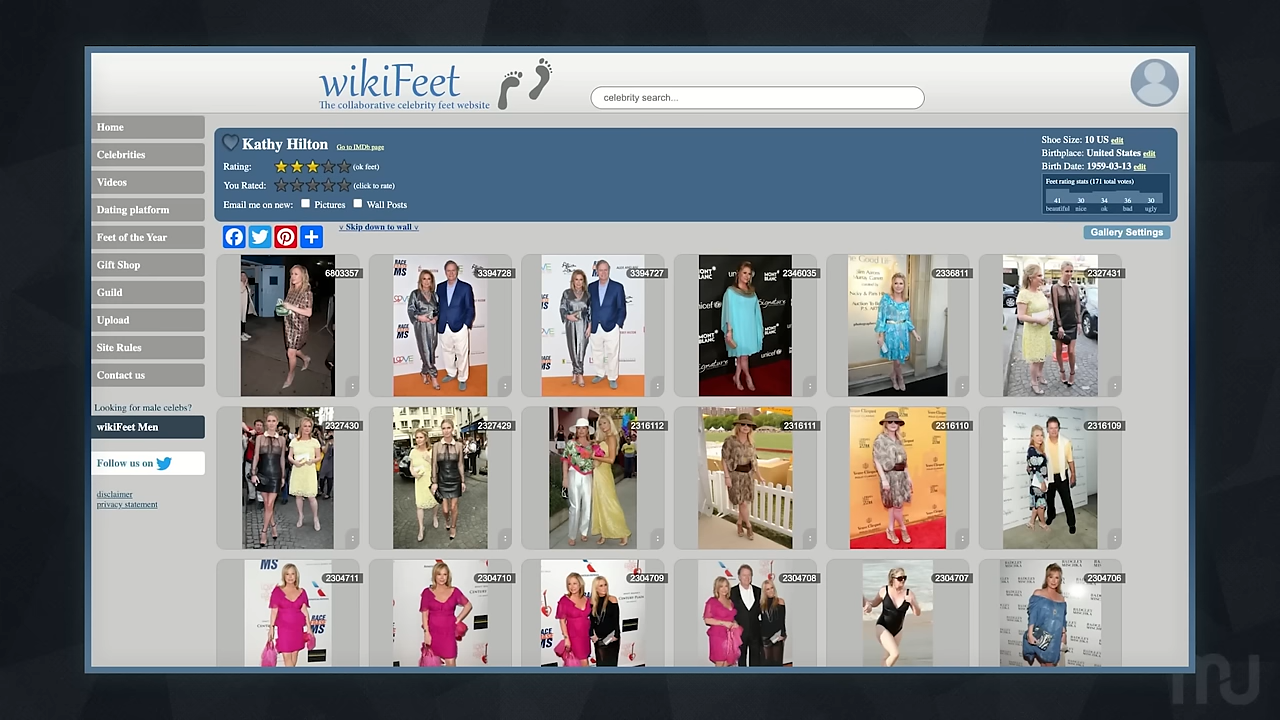 wikiFeet
The collaborative celebrity feet website
celebrity search...
Home
Celebrities
Videos
Dating platform
Feet of the Year
Gift Shop
Guild
Upload
Site Rules
Contact us
Looking for male celebs?
wikiFeet Men
Follow us on
disclaimer
privacy statement
Kathy Hilton Go to IMDb page
Rating: (ok feet)
You Rated: (click to rate)
Email me on new: Pictures Wall Posts
Shoe Size: 10 US edit
Birthplace: United States edit
Birth Date: 1959-03-13 edit
Feet rating stats (171 total votes)
41 30 34 36 30
beautiful nice ok bad ugly
v Skip down to wall v
Gallery Settings
6803357 3394728 3394727 2346035 2336811 2327431
2327430 2327429 2316112 2316111 2316110 2316109
2304711 2304710 2304709 2304708 2304707 2304706